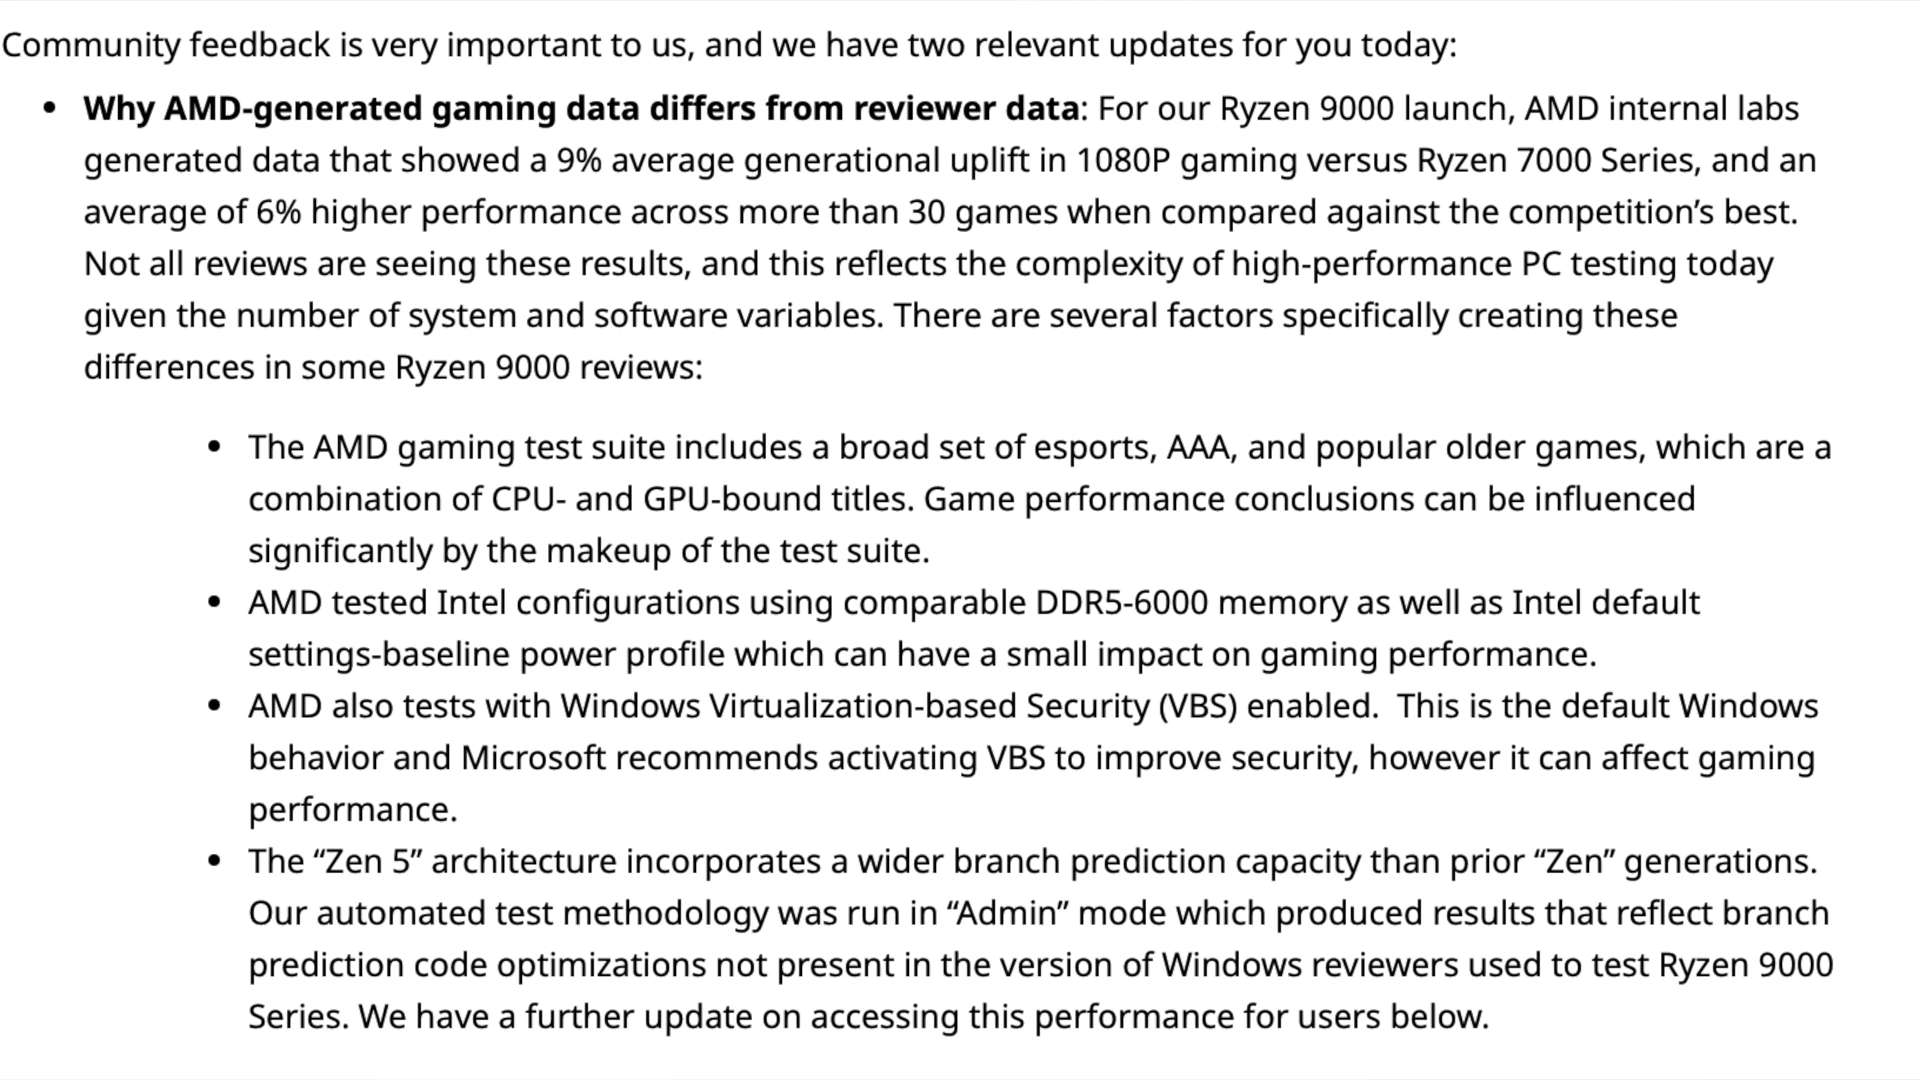 Community feedback is very important to us, and we have two relevant updates for you today:
• Why AMD-generated gaming data differs from reviewer data: For our Ryzen 9000 launch, AMD internal labs
generated data that showed a 9% average generational uplift in 1080P gaming versus Ryzen 7000 Series, and an
average of 6% higher performance across more than 30 games when compared against the competition’s best.
Not all reviews are seeing these results, and this reflects the complexity of high-performance PC testing today
given the number of system and software variables. There are several factors specifically creating these
differences in some Ryzen 9000 reviews:
• The AMD gaming test suite includes a broad set of esports, AAA, and popular older games, which are a
combination of CPU- and GPU-bound titles. Game performance conclusions can be influenced
significantly by the makeup of the test suite.
• AMD tested Intel configurations using comparable DDR5-6000 memory as well as Intel default
settings-baseline power profile which can have a small impact on gaming performance.
• AMD also tests with Windows Virtualization-based Security (VBS) enabled.  This is the default Windows
behavior and Microsoft recommends activating VBS to improve security, however it can affect gaming
performance.
• The “Zen 5” architecture incorporates a wider branch prediction capacity than prior “Zen” generations.
Our automated test methodology was run in “Admin” mode which produced results that reflect branch
prediction code optimizations not present in the version of Windows reviewers used to test Ryzen 9000
Series. We have a further update on accessing this performance for users below.